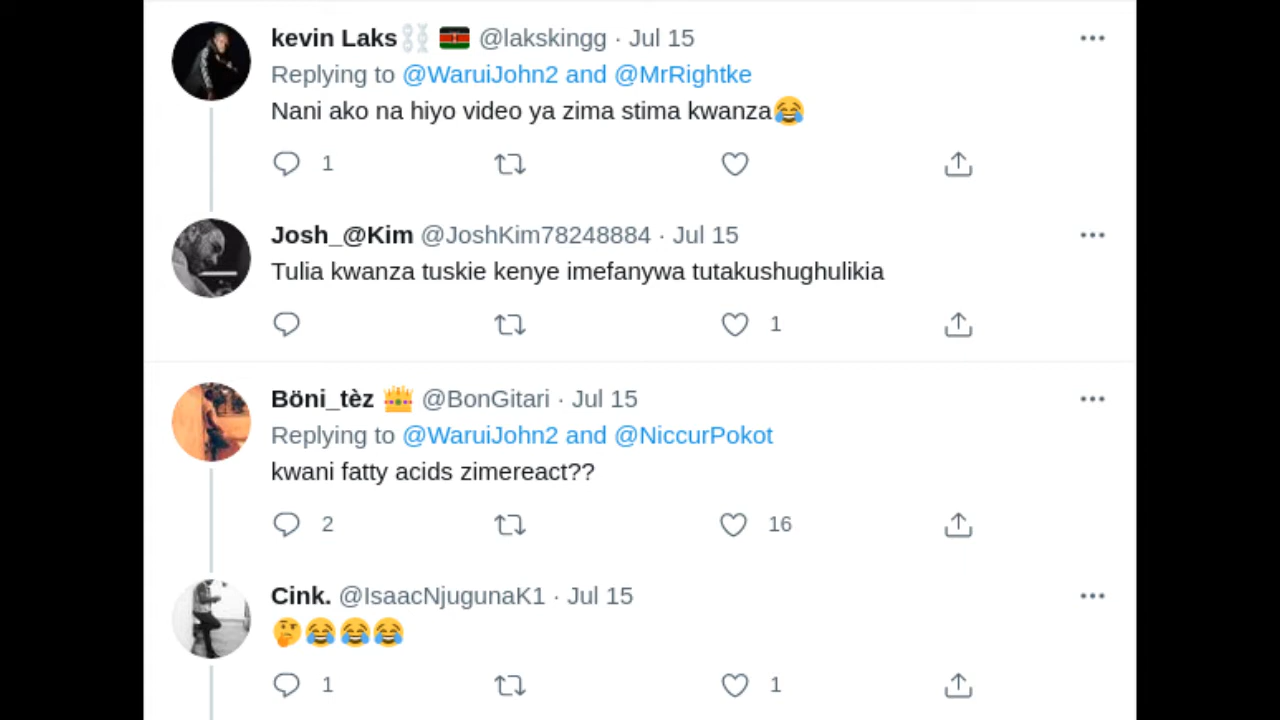 kevin Laks⛓️ 🇰🇪 @lakskingg · Jul 15
Replying to @WaruiJohn2 and @MrRightke
Nani ako na hiyo video ya zima stima kwanza😂
1
Josh_@Kim @JoshKim78248884 · Jul 15
Tulia kwanza tuskie kenye imefanywa tutakushughulikia
1
Böni_tèz 👑 @BonGitari · Jul 15
Replying to @WaruiJohn2 and @NiccurPokot
kwani fatty acids zimereact??
2 16
Cink. @IsaacNjugunaK1 · Jul 15
🤔😂😂😂
1 1